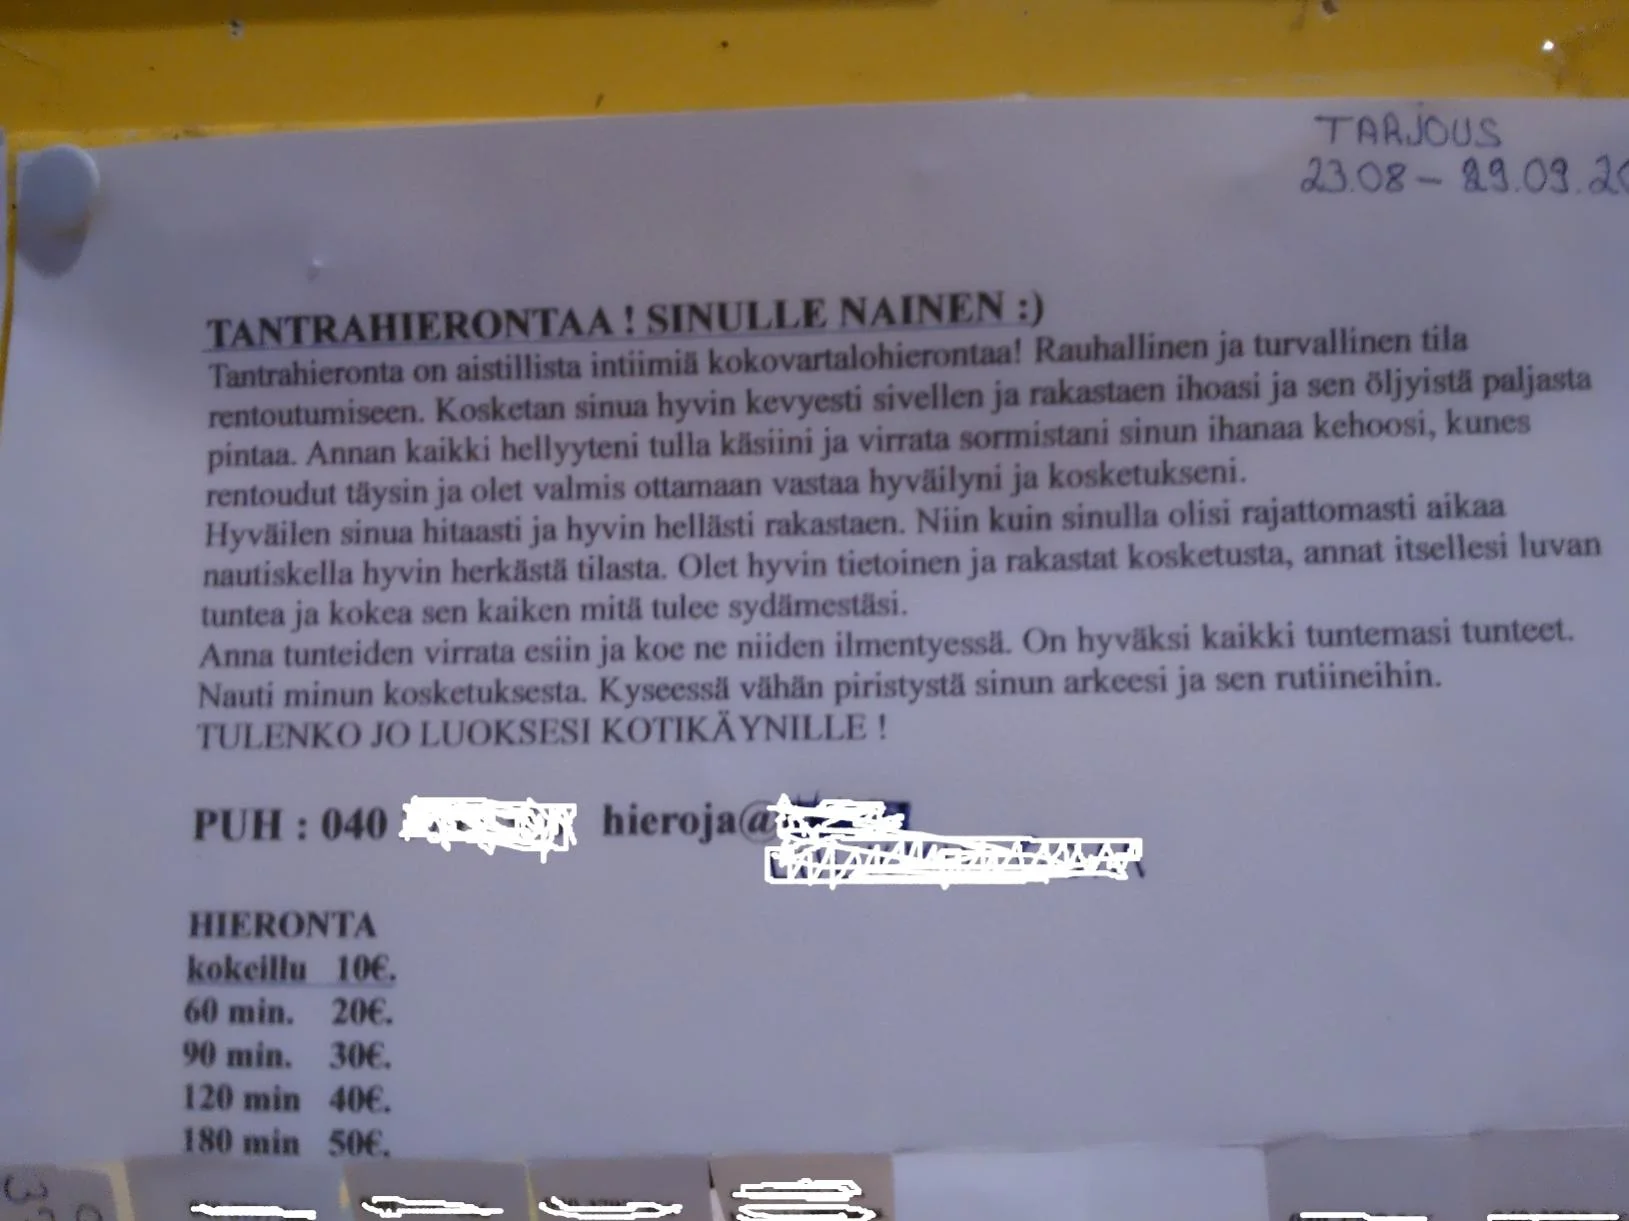 TARJOUS
23.08 – 29.09.20
TANTRAHIERONTAA ! SINULLE NAINEN :)
Tantrahieronta on aistillista intiimiä kokovartalohierontaa! Rauhallinen ja turvallinen tila
rentoutumiseen. Kosketan sinua hyvin kevyesti sivellen ja rakastaen ihoasi ja sen öljyistä paljasta
pintaa. Annan kaikki hellyyteni tulla käsiini ja virrata sormistani sinun ihanaa kehoosi, kunes
rentoudut täysin ja olet valmis ottamaan vastaa hyväilyni ja kosketukseni.
Hyväilen sinua hitaasti ja hyvin hellästi rakastaen. Niin kuin sinulla olisi rajattomasti aikaa
nautiskella hyvin herkästä tilasta. Olet hyvin tietoinen ja rakastat kosketusta, annat itsellesi luvan
tuntea ja kokea sen kaiken mitä tulee sydämestäsi.
Anna tunteiden virrata esiin ja koe ne niiden ilmentyessä. On hyväksi kaikki tuntemasi tunteet.
Nauti minun kosketuksesta. Kyseessä vähän piristystä sinun arkeesi ja sen rutiineihin.
TULENKO JO LUOKSESI KOTIKÄYNILLE !
PUH : 040 hieroja@
HIERONTA
kokeillu 10€.
60 min. 20€.
90 min. 30€.
120 min 40€.
180 min 50€.